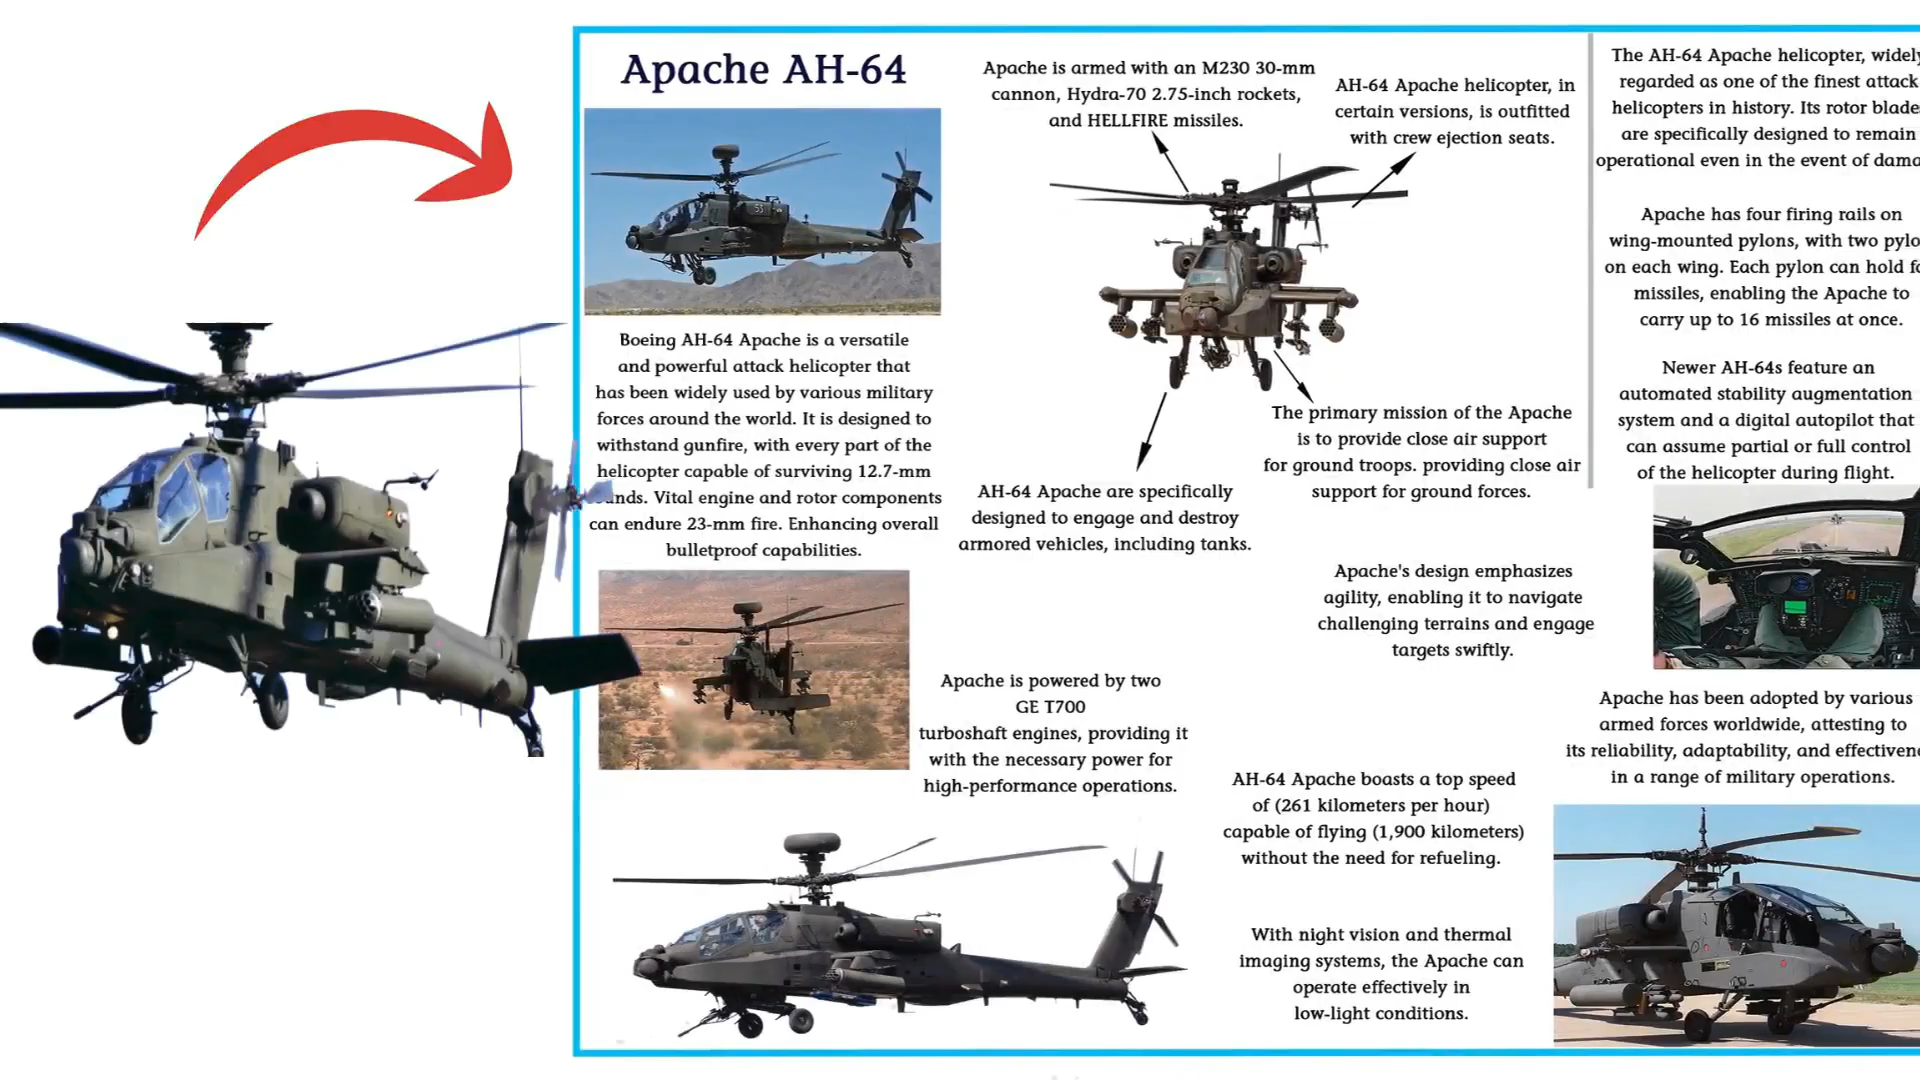 Apache AH-64
Boeing AH-64 Apache is a versatile
and powerful attack helicopter that
has been widely used by various military
forces around the world. It is designed to
withstand gunfire, with every part of the
helicopter capable of surviving 12.7-mm
unds. Vital engine and rotor components
can endure 23-mm fire. Enhancing overall
bulletproof capabilities.
Apache is armed with an M230 30-mm
cannon, Hydra-70 2.75-inch rockets,
and HELLFIRE missiles.
AH-64 Apache helicopter, in
certain versions, is outfitted
with crew ejection seats.
AH-64 Apache are specifically
designed to engage and destroy
armored vehicles, including tanks.
The primary mission of the Apache
is to provide close air support
for ground troops. providing close air
support for ground forces.
Apache's design emphasizes
agility, enabling it to navigate
challenging terrains and engage
targets swiftly.
Apache is powered by two
GE T700
turboshaft engines, providing it
with the necessary power for
high-performance operations.
AH-64 Apache boasts a top speed
of (261 kilometers per hour)
capable of flying (1,900 kilometers)
without the need for refueling.
With night vision and thermal
imaging systems, the Apache can
operate effectively in
low-light conditions.
The AH-64 Apache helicopter, widely
regarded as one of the finest attack
helicopters in history. Its rotor blade
are specifically designed to remain
operational even in the event of dama
Apache has four firing rails on
wing-mounted pylons, with two pylo
on each wing. Each pylon can hold fo
missiles, enabling the Apache to
carry up to 16 missiles at once.
Newer AH-64s feature an
automated stability augmentation
system and a digital autopilot that
can assume partial or full control
of the helicopter during flight.
Apache has been adopted by various
armed forces worldwide, attesting to
its reliability, adaptability, and effectivene
in a range of military operations.